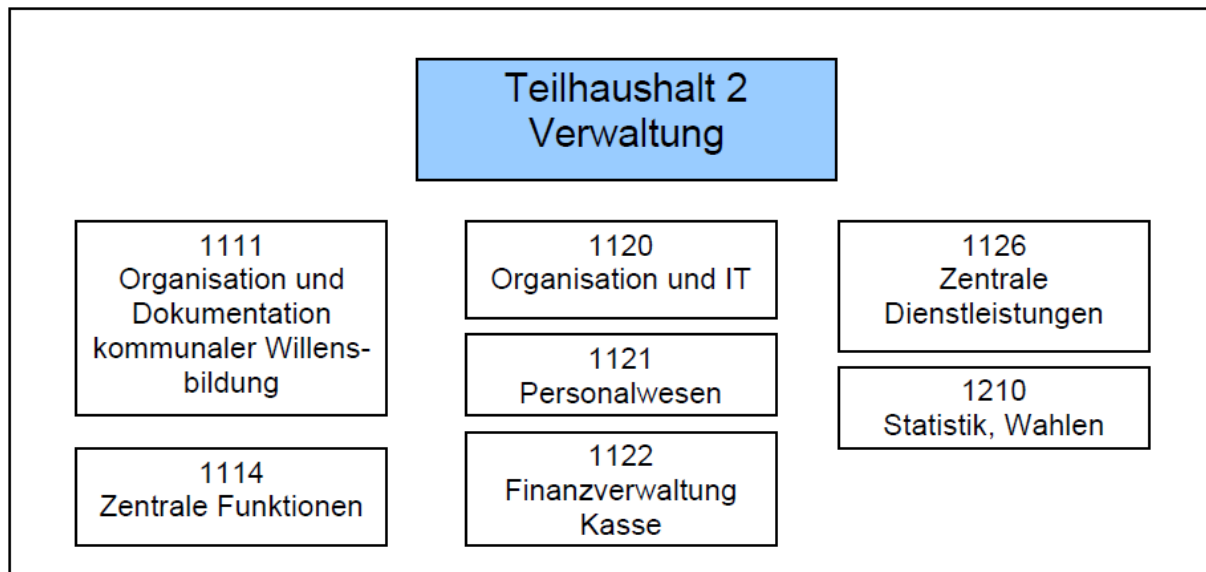 Teilhaushalt 2
Verwaltung
1111
Organisation und
Dokumentation
kommunaler Willens-
bildung
1114
Zentrale Funktionen
1120
Organisation und IT
1121
Personalwesen
1122
Finanzverwaltung
Kasse
1126
Zentrale
Dienstleistungen
1210
Statistik, Wahlen